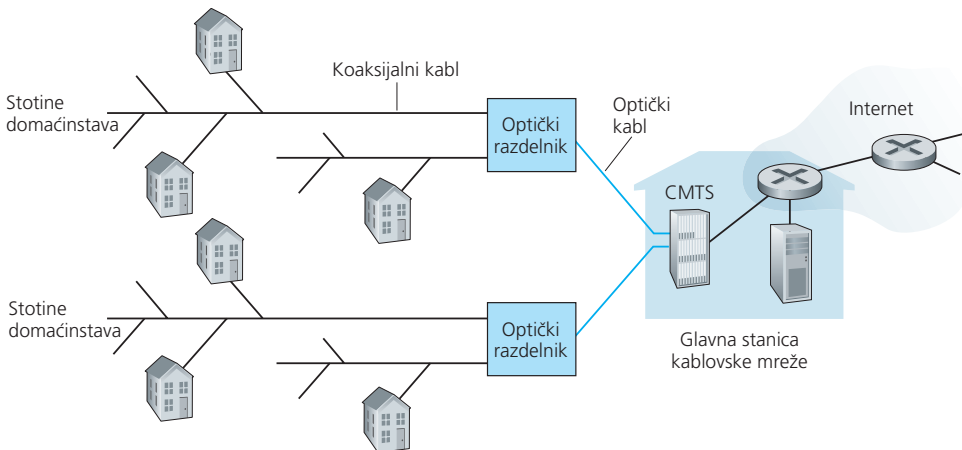 Koaksijalni kabl
Stotine
domaćinstava
Optički
razdelnik
Optički
kabl
Internet
CMTS
Stotine
domaćinstava
Optički
razdelnik
Glavna stanica
kablovske mreže